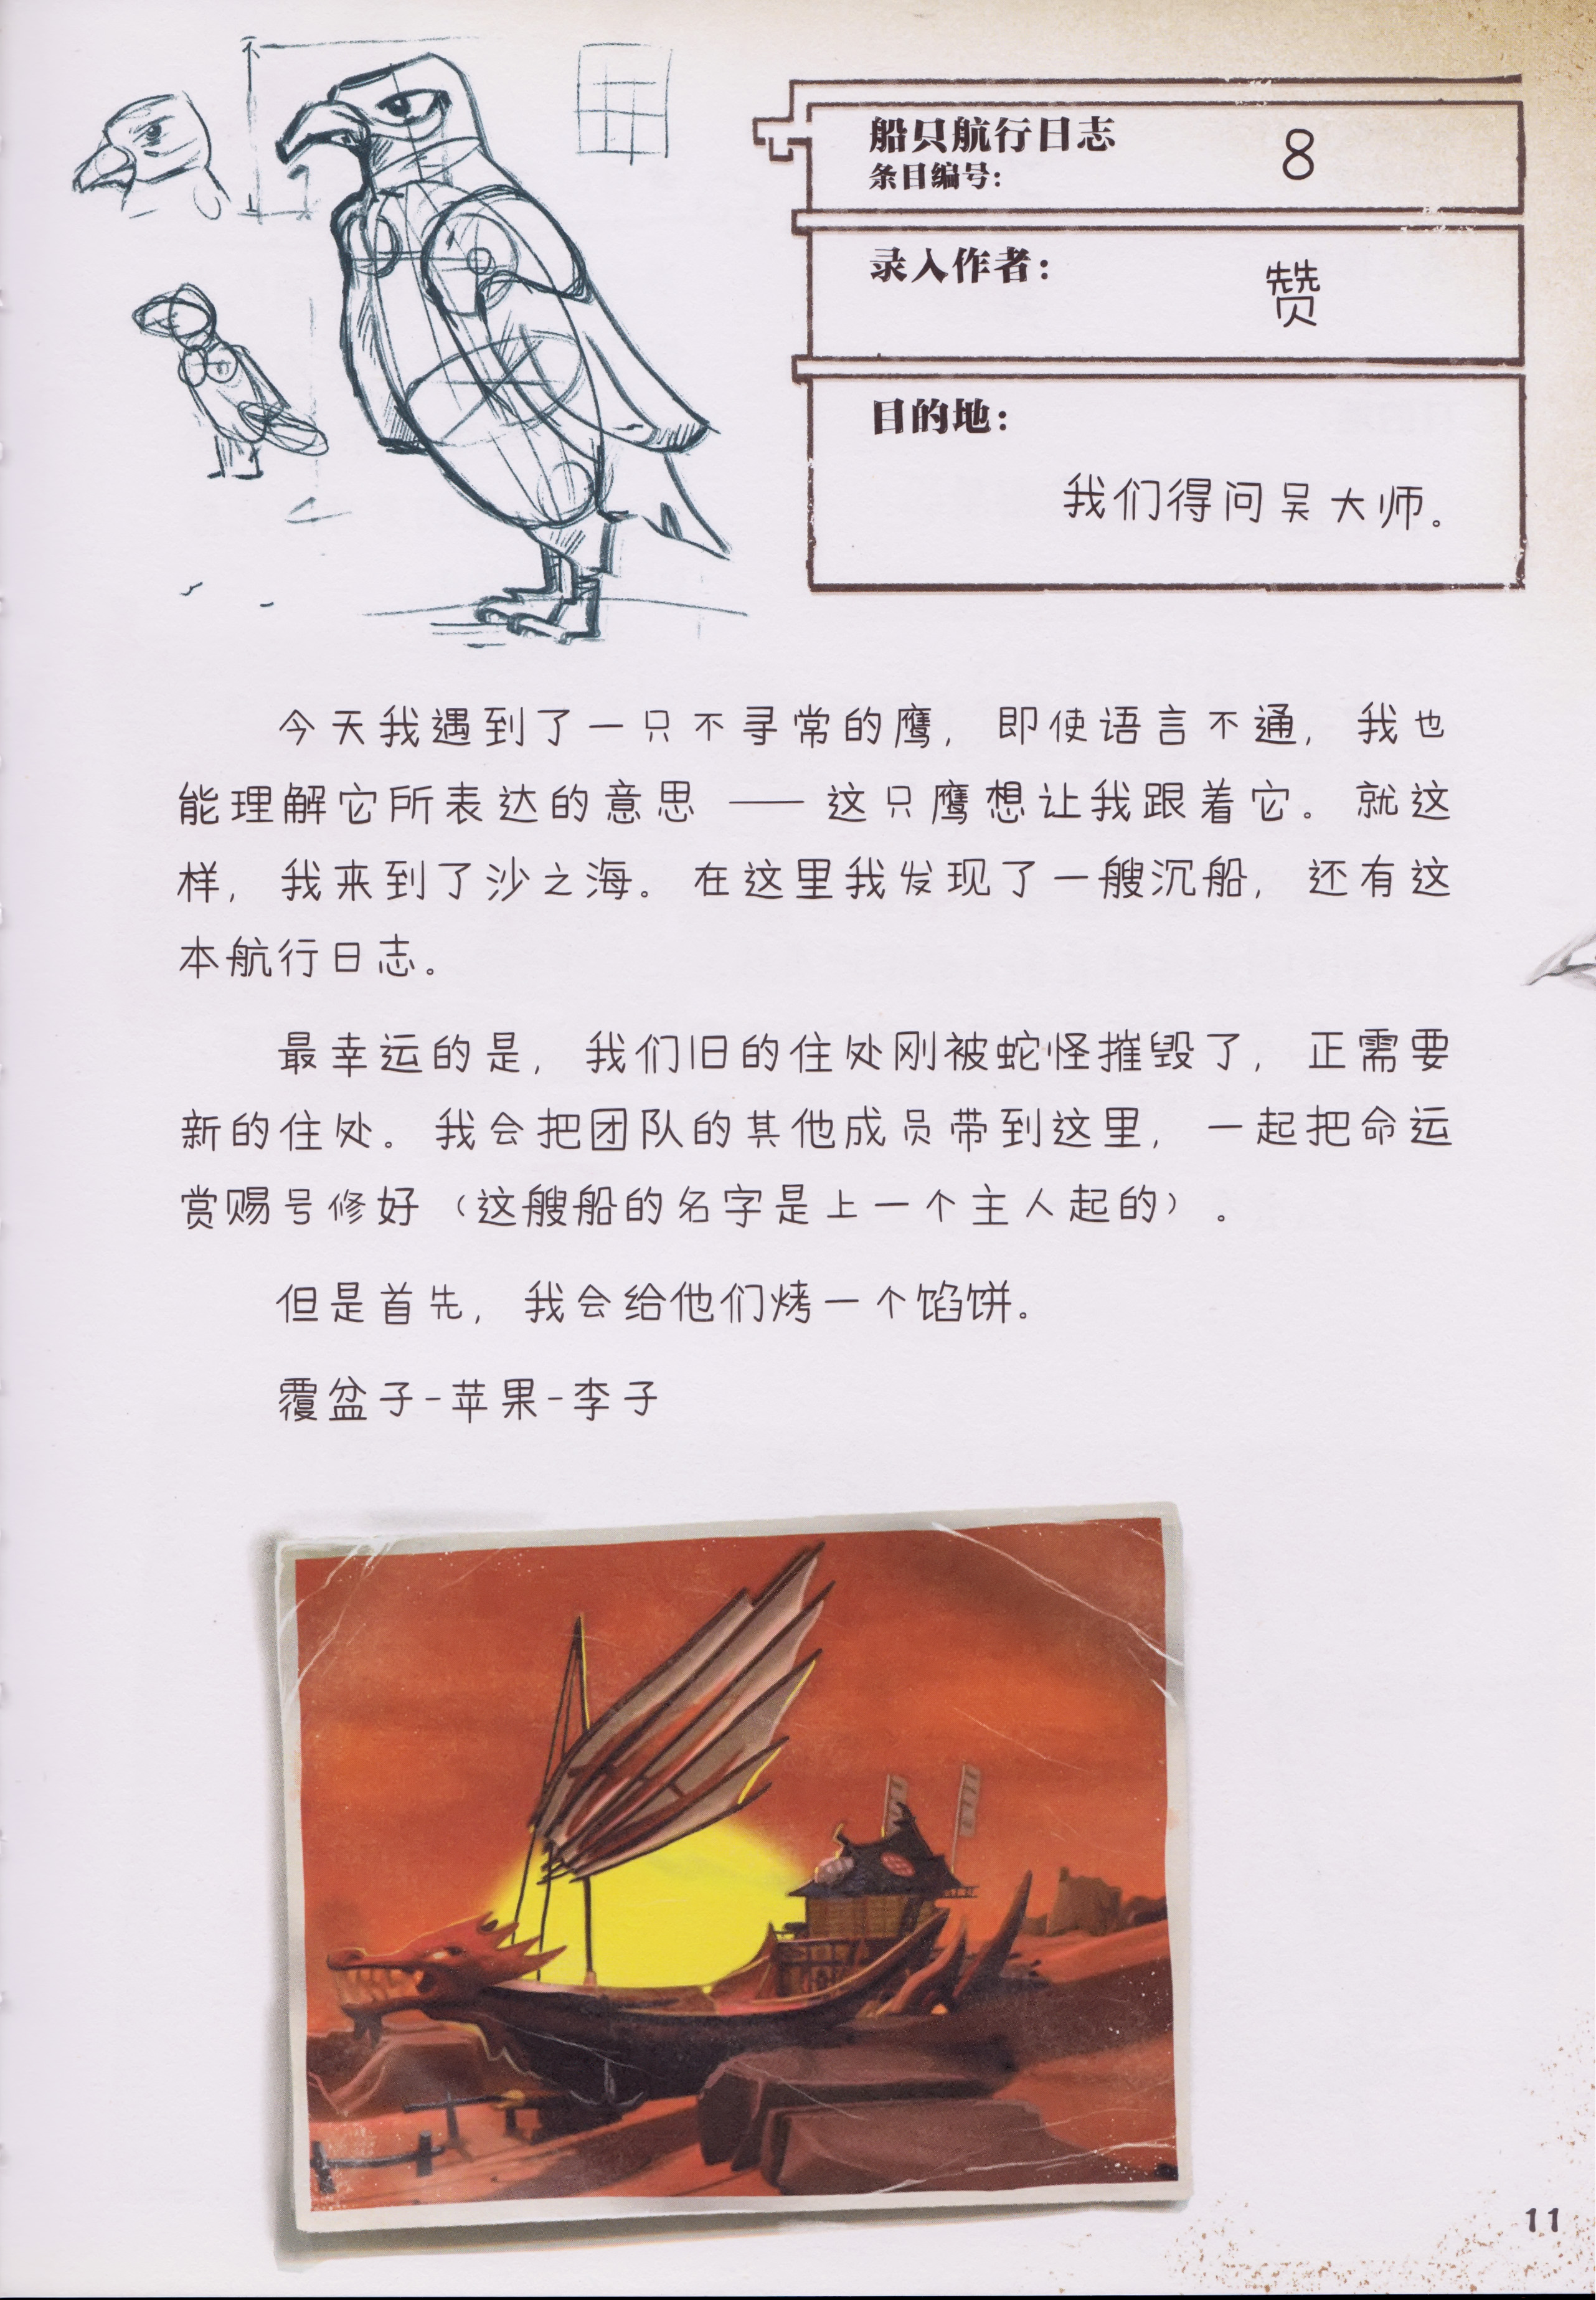 船只航行日志
条目编号：
8
录入作者：
赞
目的地：
我们得问吴大师。
今天我遇到了一只不寻常的鹰，即使语言不通，我也
能理解它所表达的意思——这只鹰想让我跟着它。就这
样，我来到了沙之海。在这里我发现了一艘沉船，还有这
本航行日志。
最幸运的是，我们旧的住处刚被蛇怪摧毁了，正需要
新的住处。我会把团队的其他成员带到这里，一起把命运
赏赐号修好（这艘船的名字是上一个主人起的）。
但是首先，我会给他们烤一个馅饼。
覆盆子-苹果-李子
11